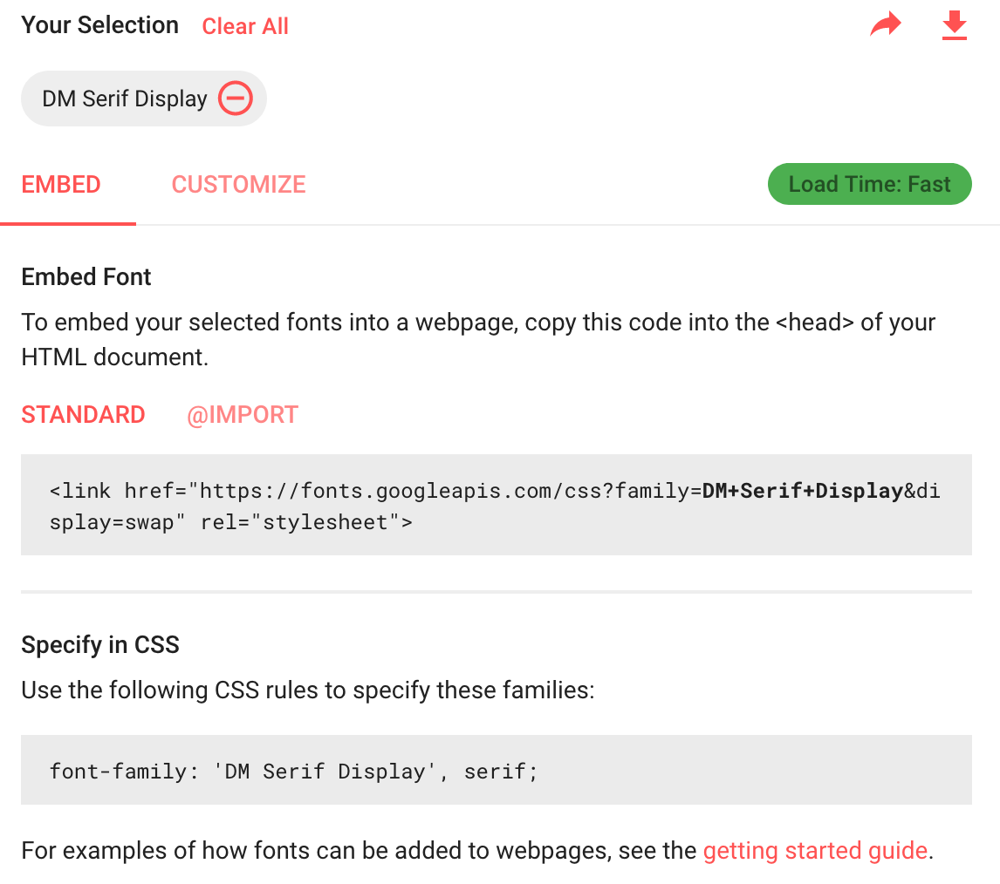 Your Selection Clear All
DM Serif Display
EMBED CUSTOMIZE Load Time: Fast
Embed Font
To embed your selected fonts into a webpage, copy this code into the <head> of your
HTML document.
STANDARD @IMPORT
<link href="https://fonts.googleapis.com/css?family=DM+Serif+Display&di
splay=swap" rel="stylesheet">
Specify in CSS
Use the following CSS rules to specify these families:
font-family: 'DM Serif Display', serif;
For examples of how fonts can be added to webpages, see the getting started guide.